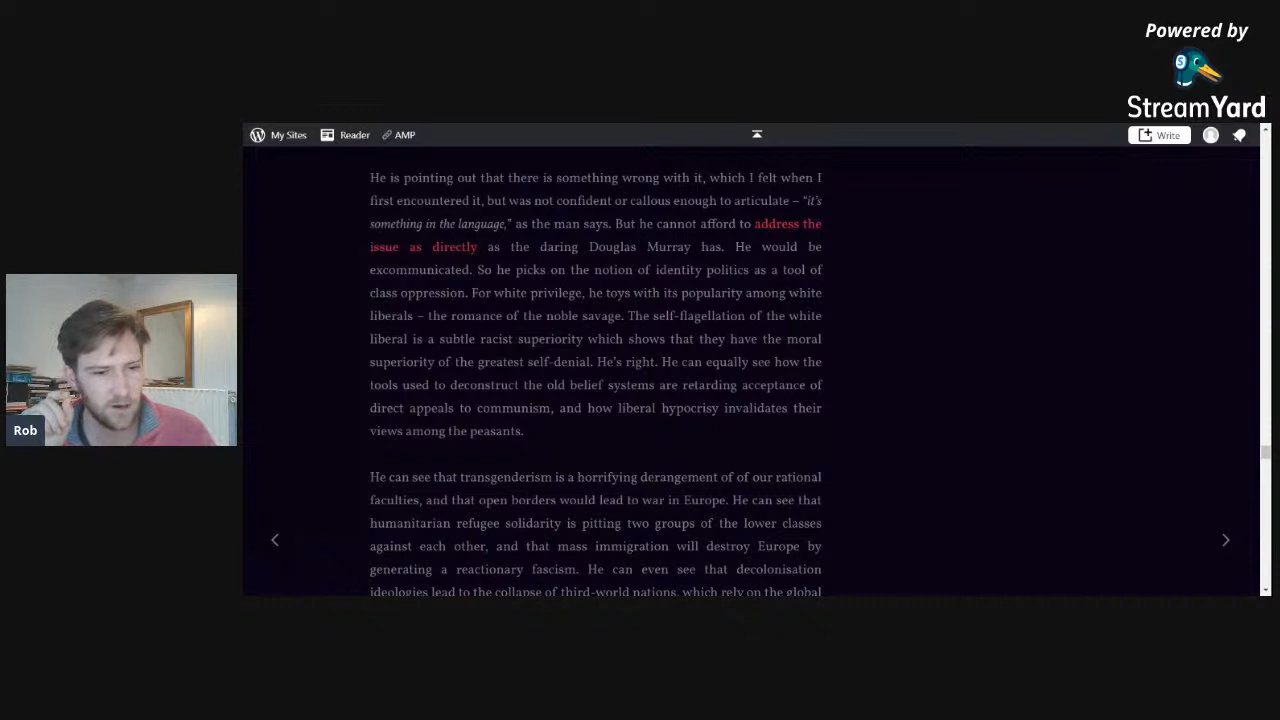 Powered by
StreamYard
My Sites
Reader
AMP
Write
He is pointing out that there is something wrong with it, which I felt when I
first encountered it, but was not confident or callous enough to articulate – “it’s
something in the language,” as the man says. But he cannot afford to address the
issue as directly as the daring Douglas Murray has. He would be
excommunicated. So he picks on the notion of identity politics as a tool of
class oppression. For white privilege, he toys with its popularity among white
liberals – the romance of the noble savage. The self-flagellation of the white
liberal is a subtle racist superiority which shows that they have the moral
superiority of the greatest self-denial. He’s right. He can equally see how the
tools used to deconstruct the old belief systems are retarding acceptance of
direct appeals to communism, and how liberal hypocrisy invalidates their
views among the peasants.
He can see that transgenderism is a horrifying derangement of of our rational
faculties, and that open borders would lead to war in Europe. He can see that
humanitarian refugee solidarity is pitting two groups of the lower classes
against each other, and that mass immigration will destroy Europe by
generating a reactionary fascism. He can even see that decolonisation
ideologies lead to the collapse of third-world nations, which rely on the global
Rob